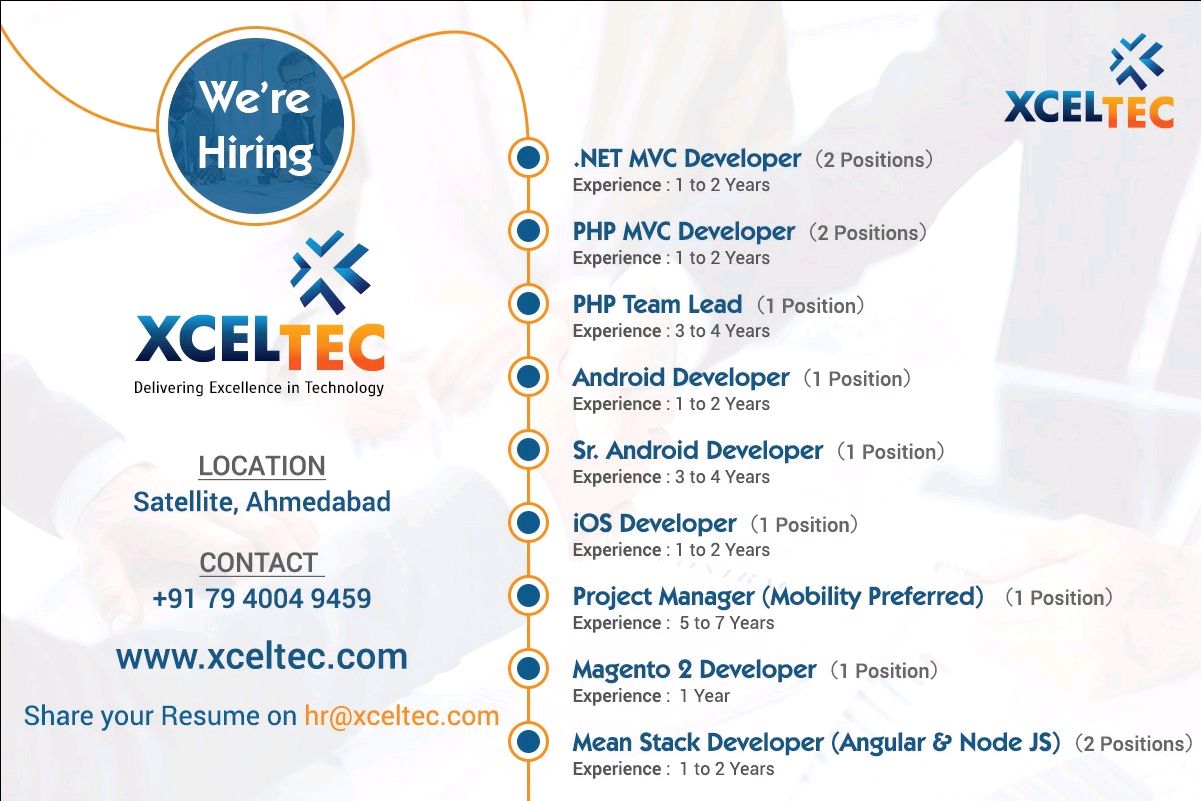 We're
Hiring
XCELTEC
Delivering Excellence in Technology
LOCATION
Satellite, Ahmedabad
CONTACT
+91 79 4004 9459
www.xceltec.com
Share your Resume on hr@xceltec.com
XCELTEC
.NET MVC Developer (2 Positions)
Experience : 1 to 2 Years
PHP MVC Developer (2 Positions)
Experience : 1 to 2 Years
PHP Team Lead (1 Position)
Experience : 3 to 4 Years
Android Developer (1 Position)
Experience : 1 to 2 Years
Sr. Android Developer (1 Position)
Experience : 3 to 4 Years
iOS Developer (1 Position)
Experience : 1 to 2 Years
Project Manager (Mobility Preferred) (1 Position)
Experience : 5 to 7 Years
Magento 2 Developer (1 Position)
Experience : 1 Year
Mean Stack Developer (Angular & Node JS) (2 Positions)
Experience : 1 to 2 Years